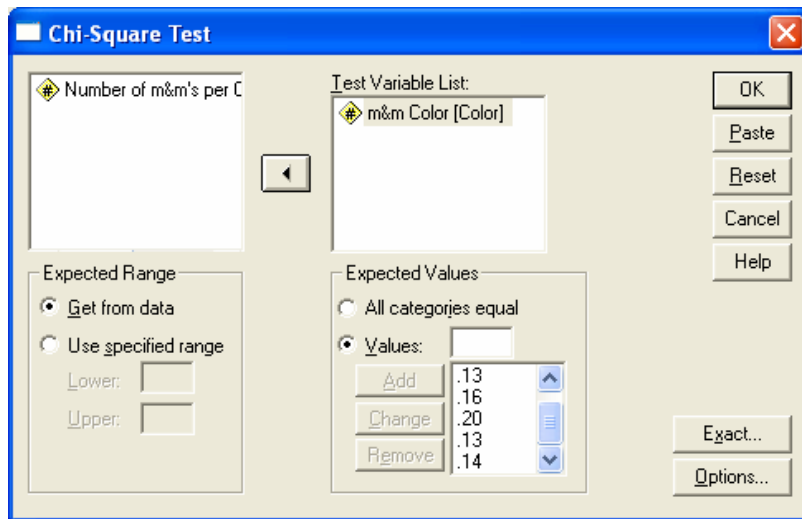 Chi-Square Test
Number of m&m's per C
Test Variable List:
m&m Color [Color]
OK
Paste
Reset
Cancel
Help
Expected Range
Get from data
Use specified range
Lower:
Upper:
Expected Values
All categories equal
Values:
Add
Change
Remove
.13
.16
.20
.13
.14
Exact...
Options...